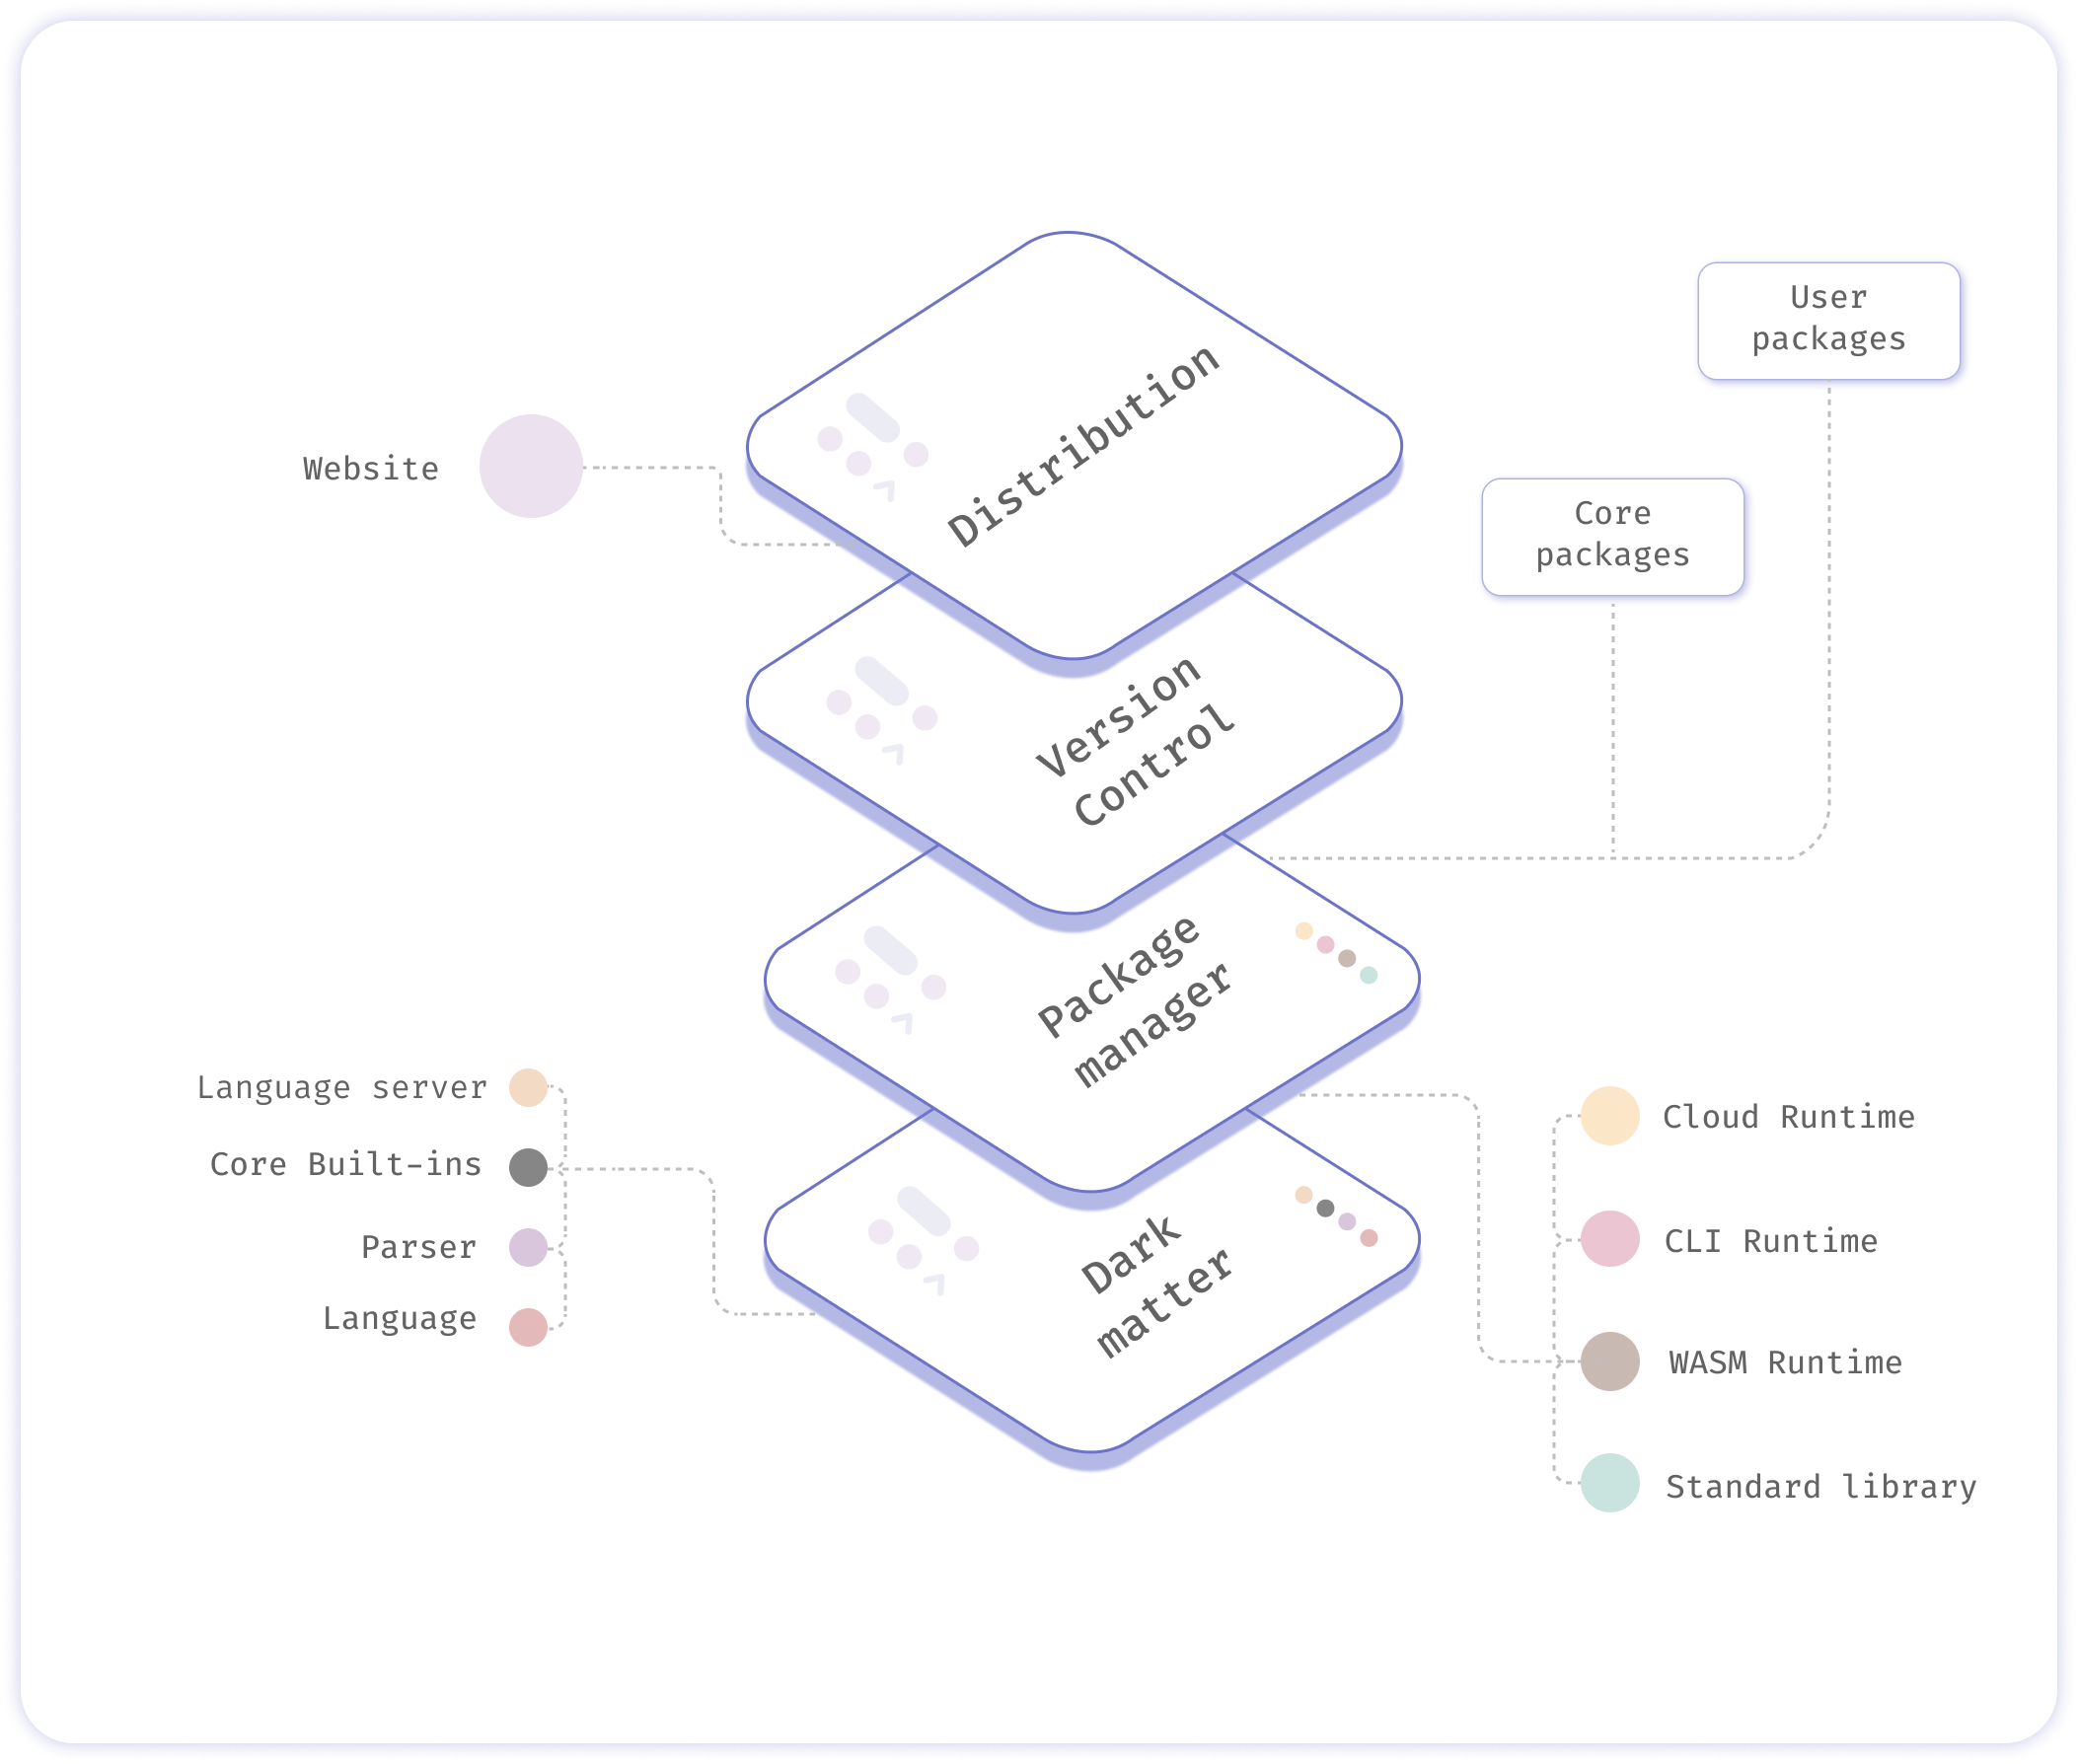 Distribution
User
packages
Website
Core
packages
Version
Control
Package
manager
Language server
Core Built-ins
Parser
Language
Dark
matter
Cloud Runtime
CLI Runtime
WASM Runtime
Standard library